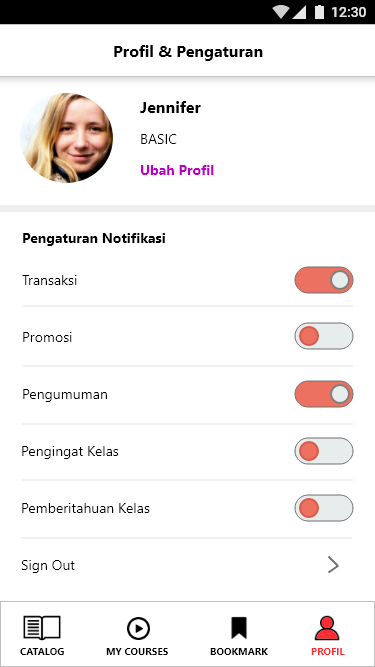 12:30
Profil & Pengaturan
Jennifer
BASIC
Ubah Profil
Pengaturan Notifikasi
Transaksi
Promosi
Pengumuman
Pengingat Kelas
Pemberitahuan Kelas
Sign Out
CATALOG MY COURSES BOOKMARK PROFIL